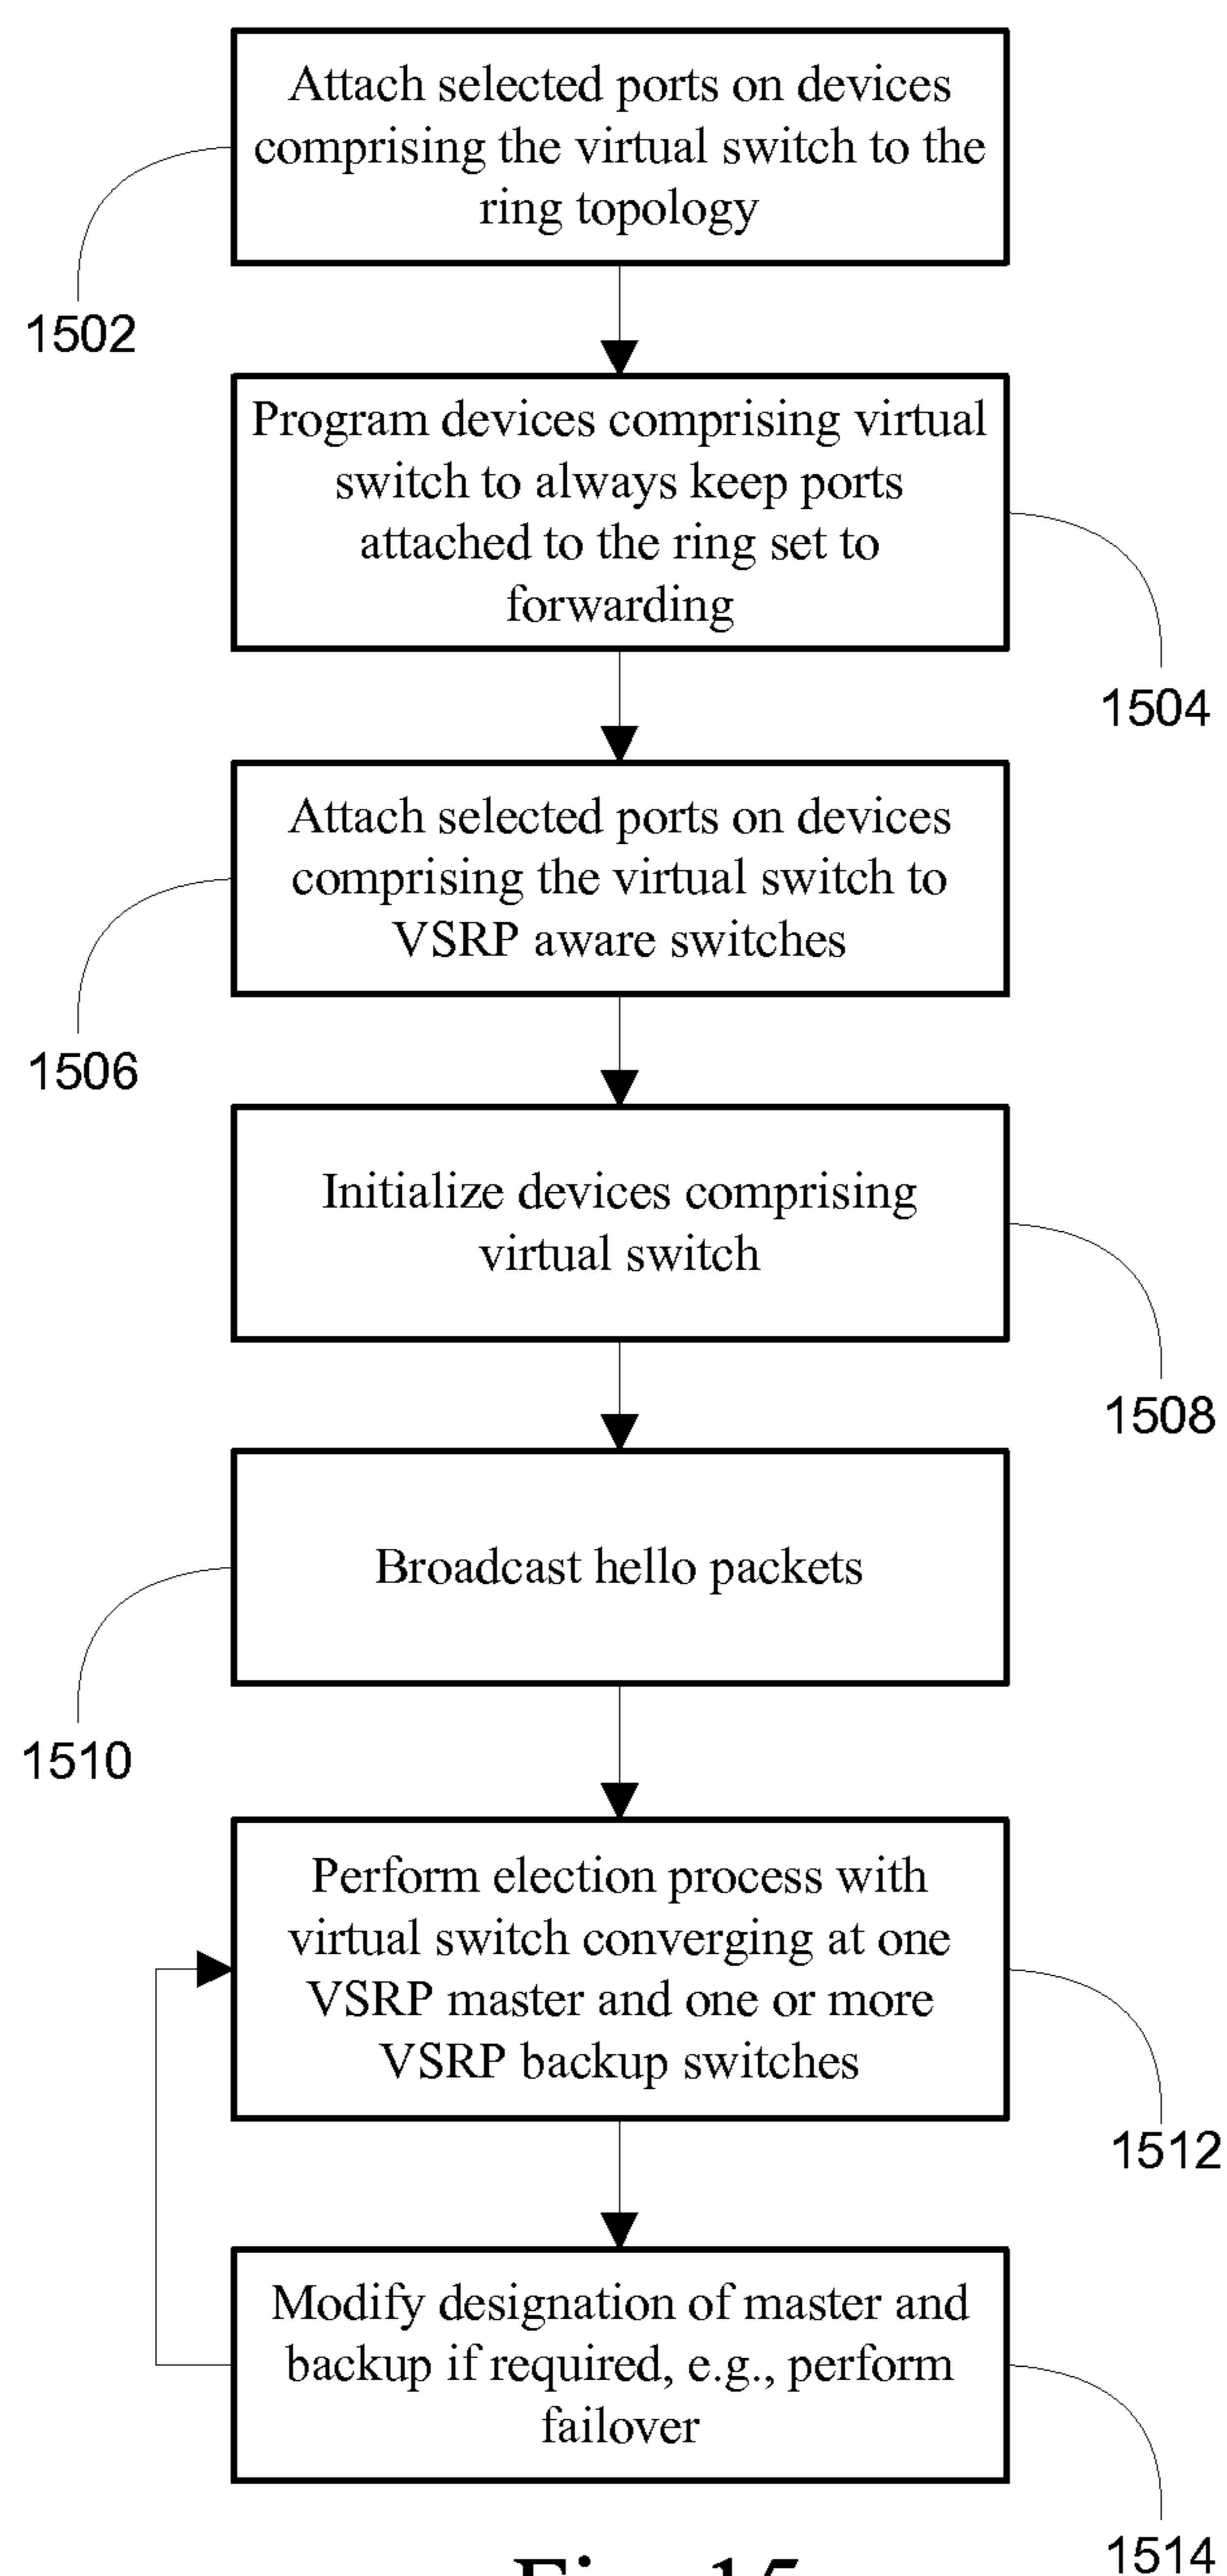 Attach selected ports on devices
comprising the virtual switch to the
ring topology
1502
Program devices comprising virtual
switch to always keep ports
attached to the ring set to
forwarding
1504
Attach selected ports on devices
comprising the virtual switch to
VSRP aware switches
1506
Initialize devices comprising
virtual switch
1508
Broadcast hello packets
1510
Perform election process with
virtual switch converging at one
VSRP master and one or more
VSRP backup switches
1512
Modify designation of master and
backup if required, e.g., perform
failover
1514